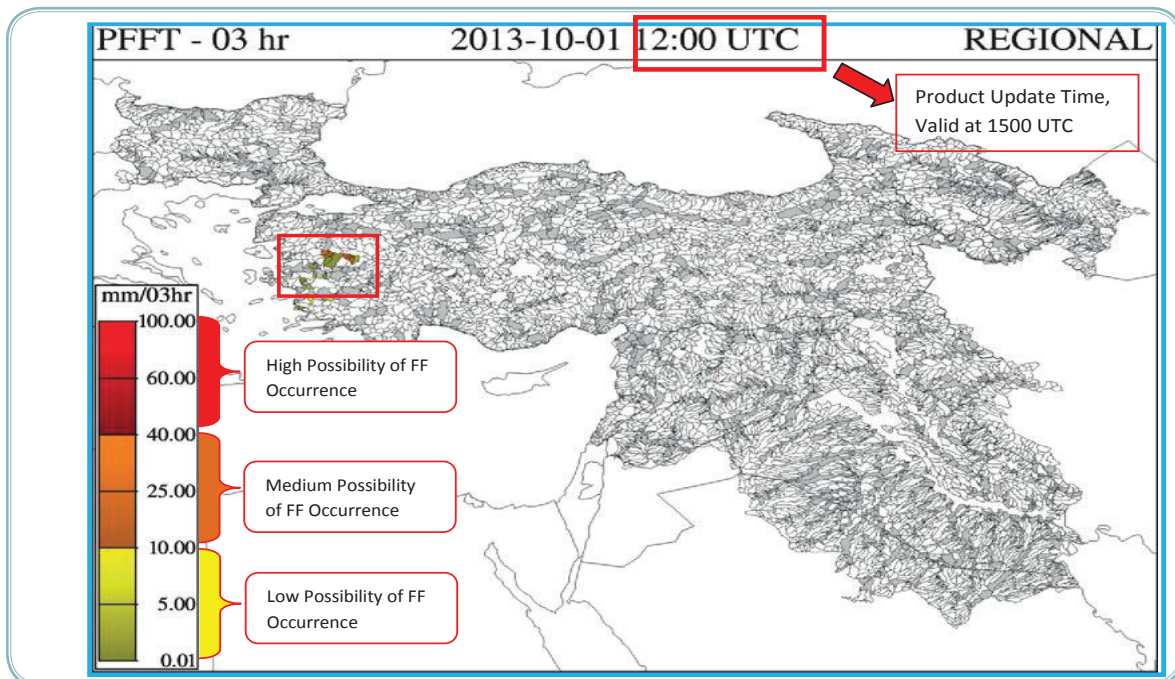 PFFT - 03 hr 2013-10-01 12:00 UTC REGIONAL
Product Update Time,
Valid at 1500 UTC
mm/03hr
100.00
60.00
40.00
25.00
10.00
5.00
0.01
High Possibility of FF
Occurrence
Medium Possibility
of FF Occurrence
Low Possibility of FF
Occurrence